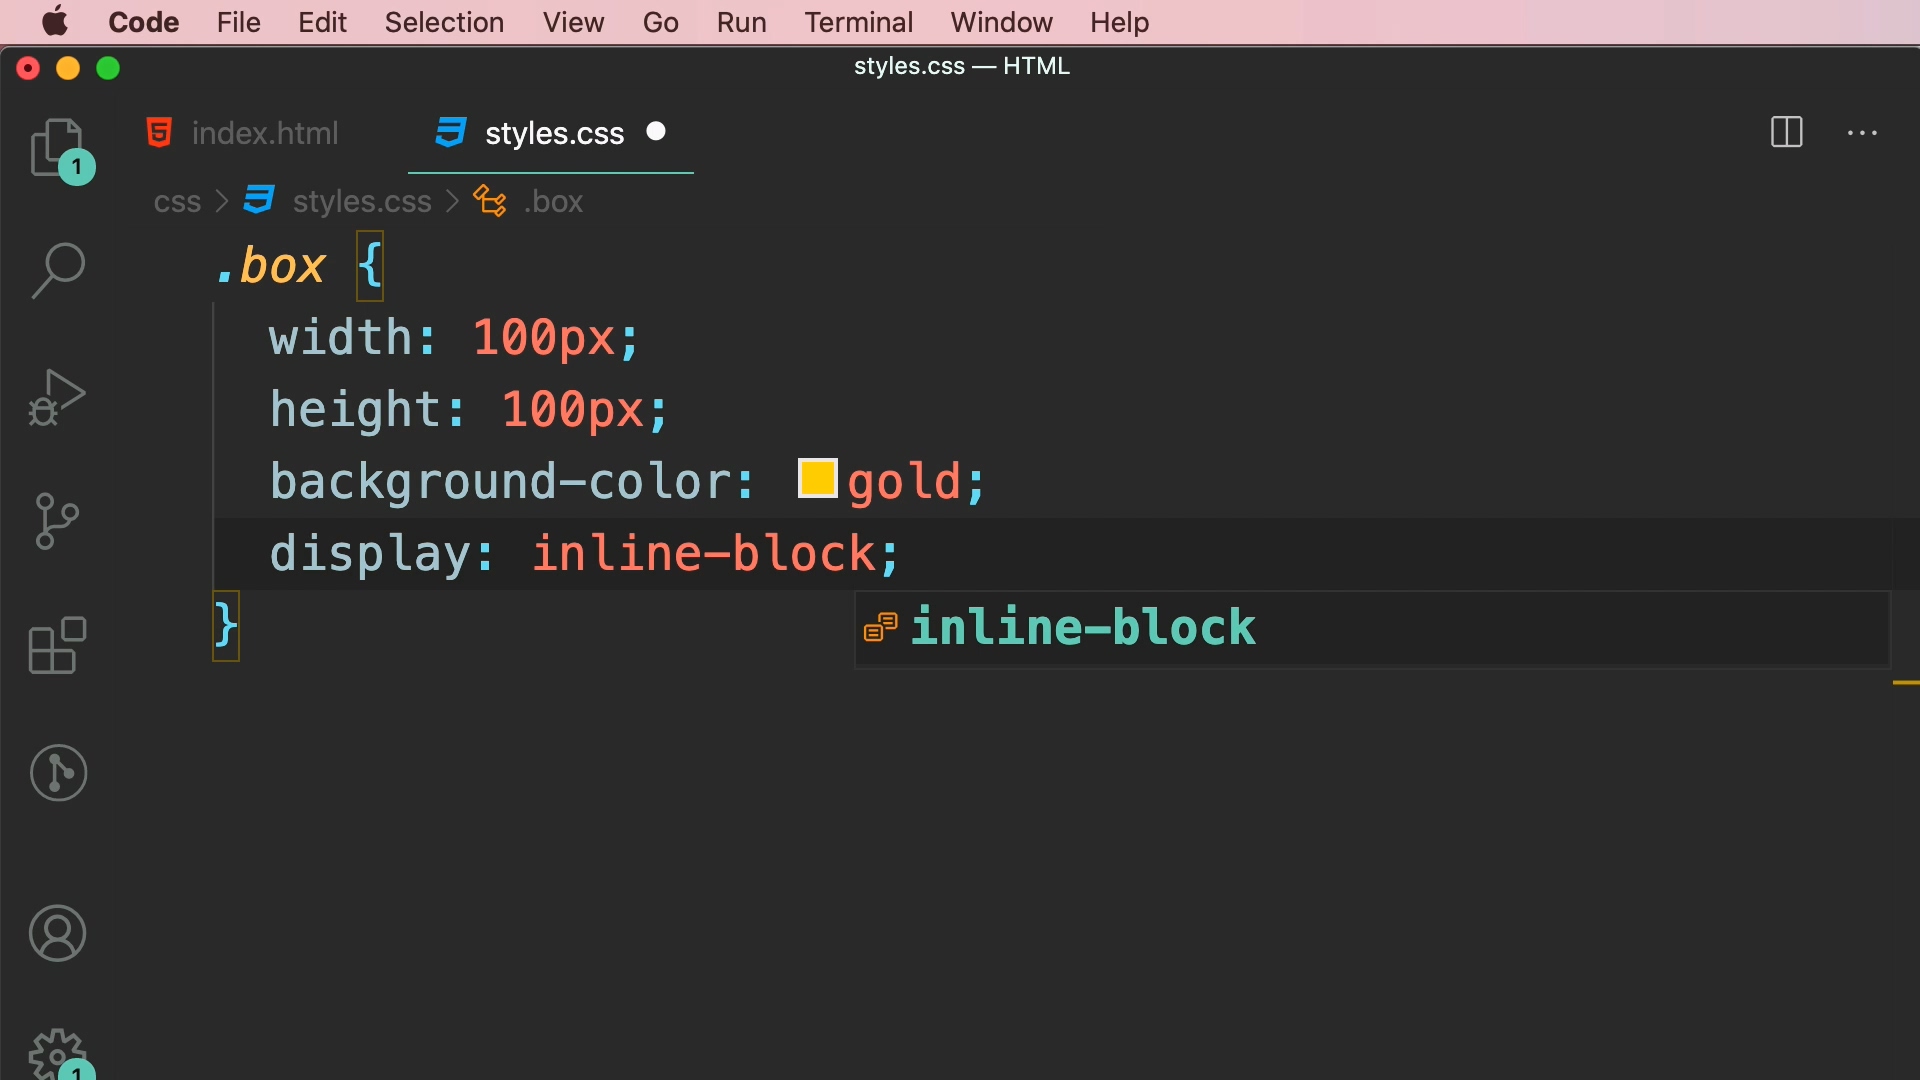 Code File Edit Selection View Go Run Terminal Window Help
styles.css — HTML
index.html styles.css
1
css > styles.css > .box
.box {
width: 100px;
height: 100px;
background-color: gold;
display: inline-block;
}
inline-block
1